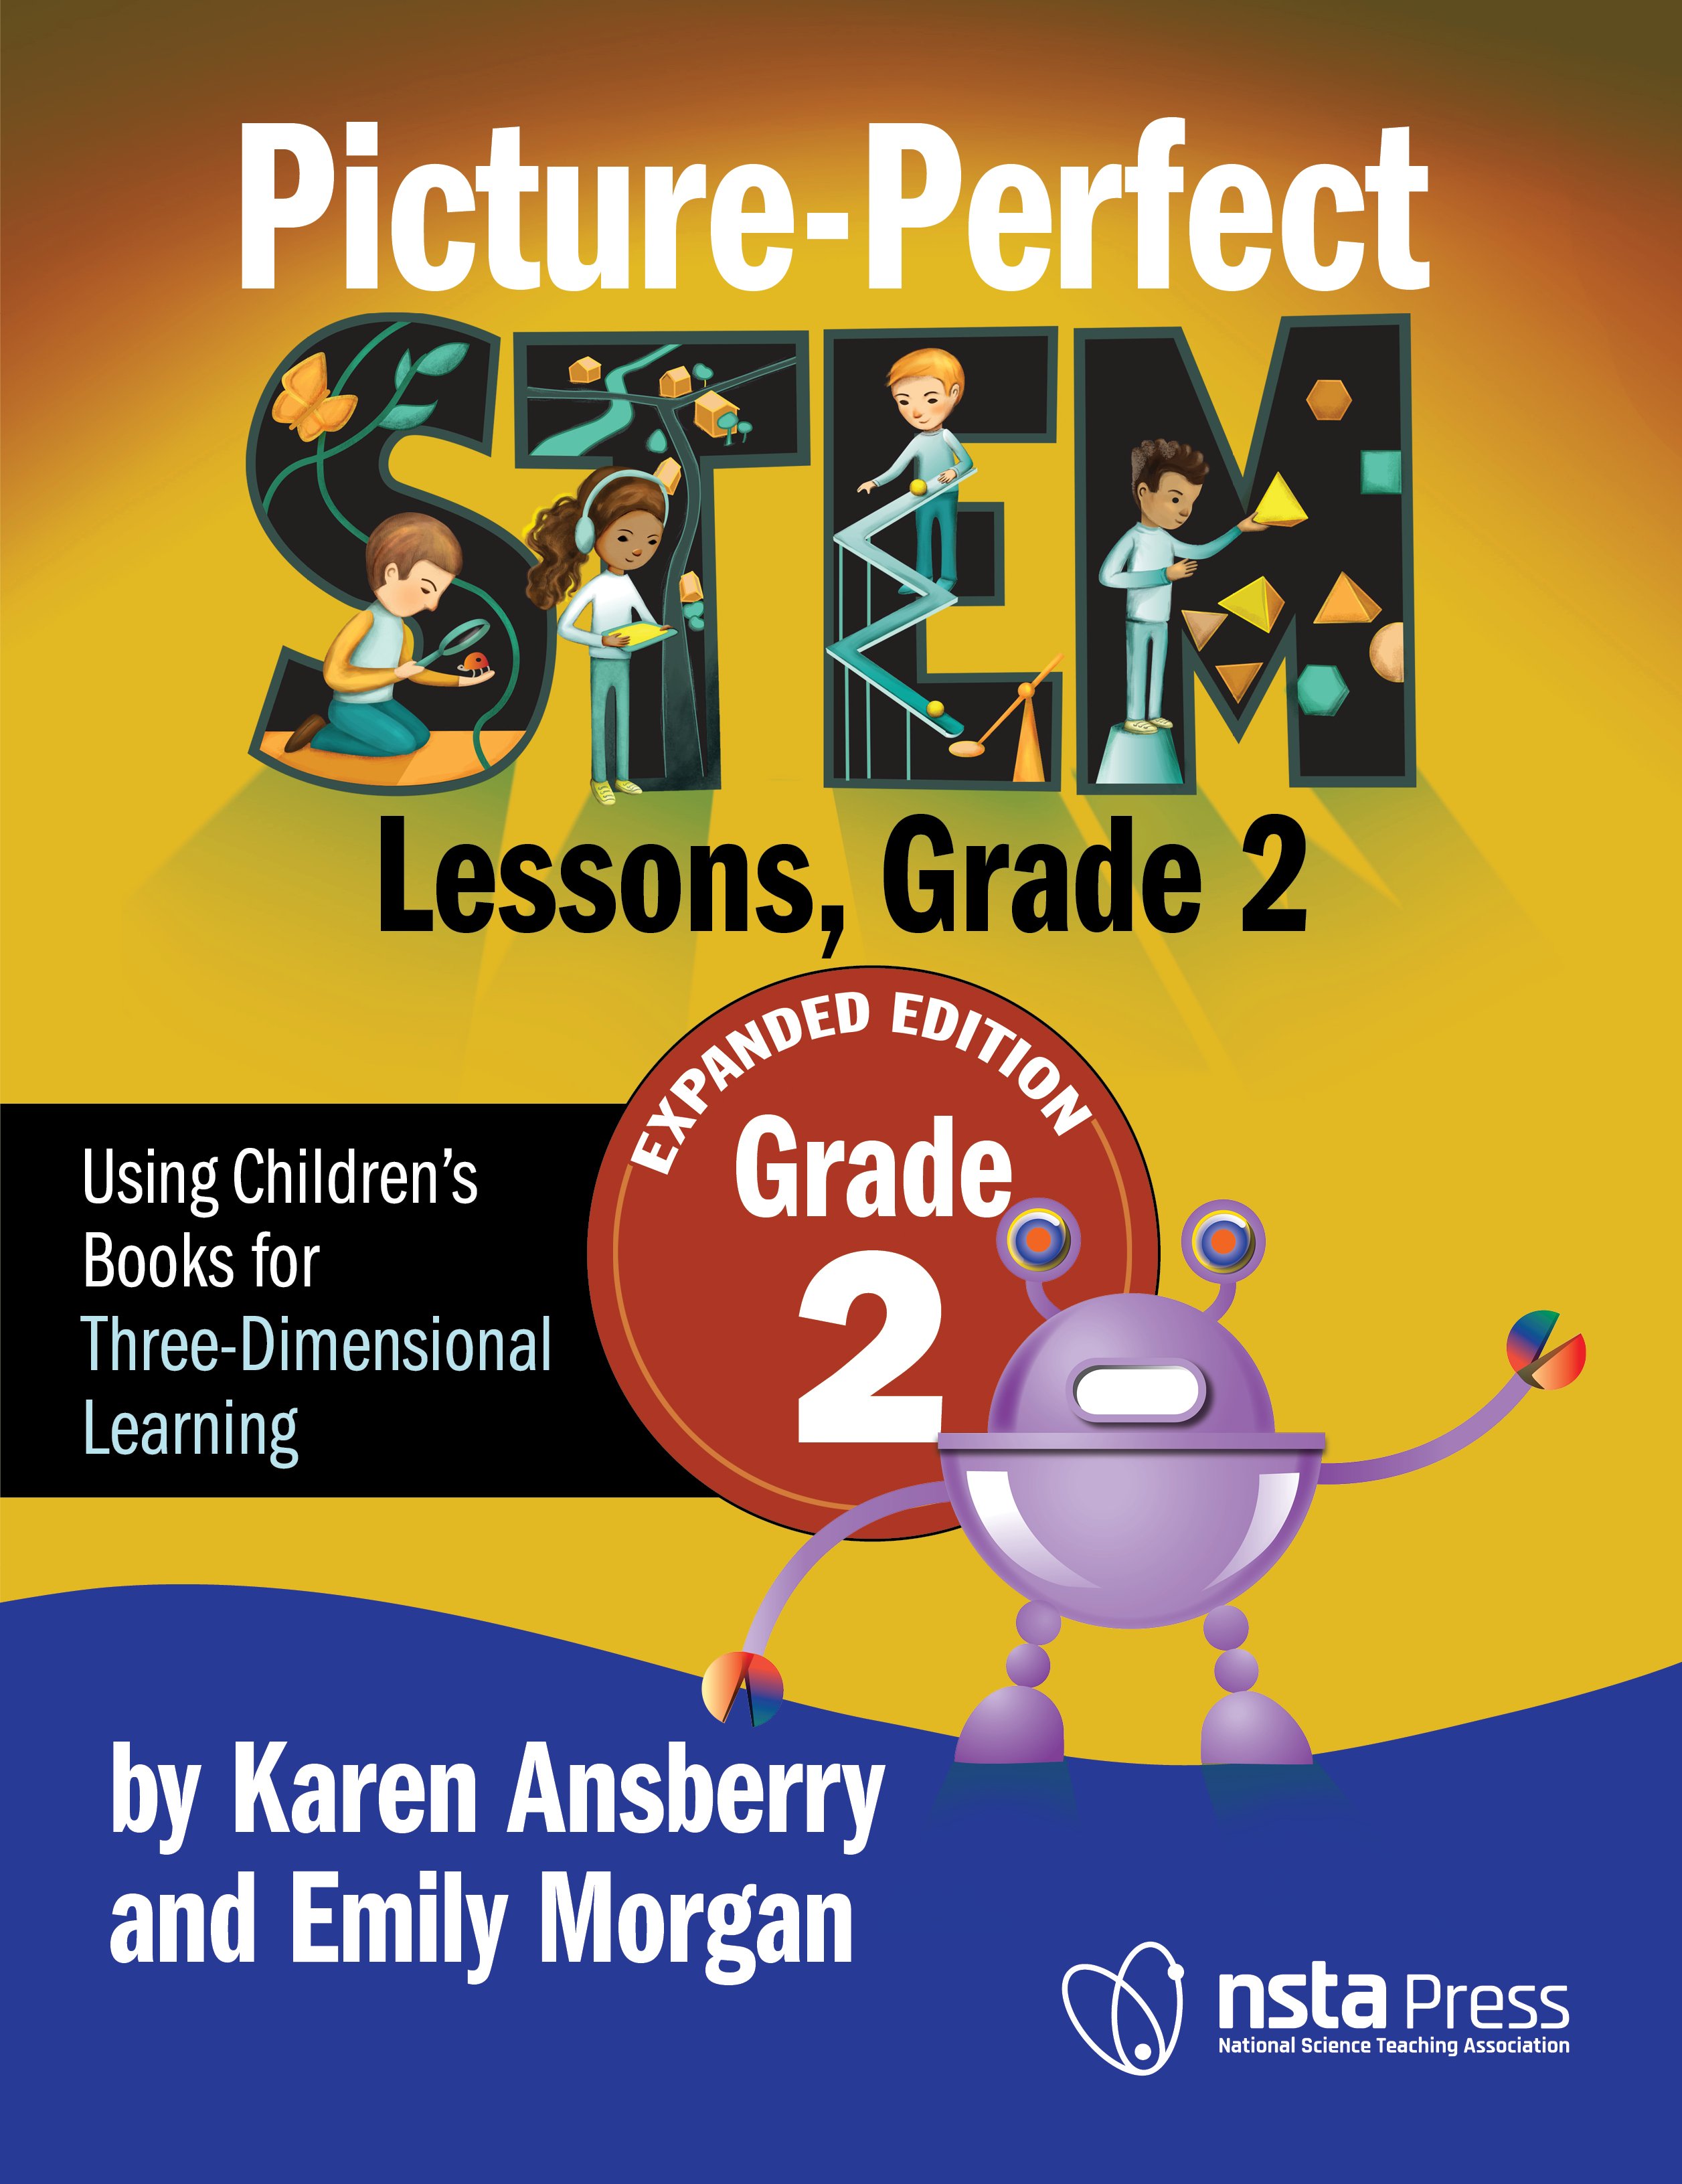 Picture-Perfect
STEM
Lessons, Grade 2
EXPANDED EDITION
Grade
2
Using Children’s
Books for
Three-Dimensional
Learning
by Karen Ansberry
and Emily Morgan
nsta Press
National Science Teaching Association